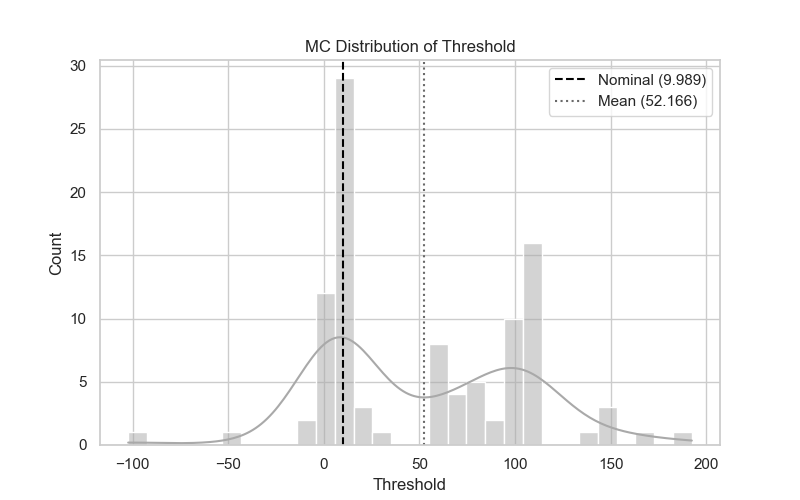 MC Distribution of Threshold
Nominal (9.989)
Mean (52.166)
30
25
20
15
10
5
0
Count
−100
−50
0
50
100
150
200
Threshold